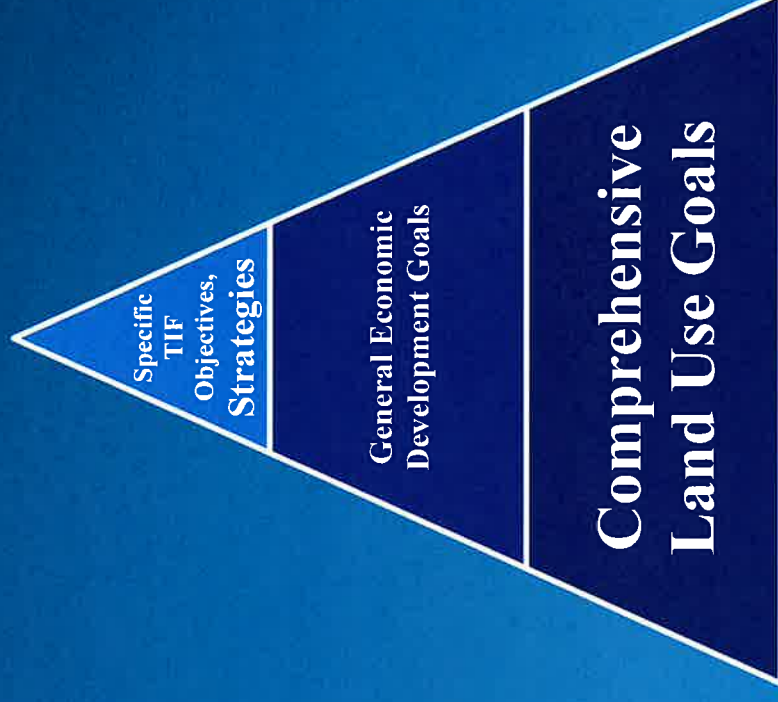 Specific
TIF
Objectives,
Strategies
General Economic
Development Goals
Comprehensive
Land Use Goals